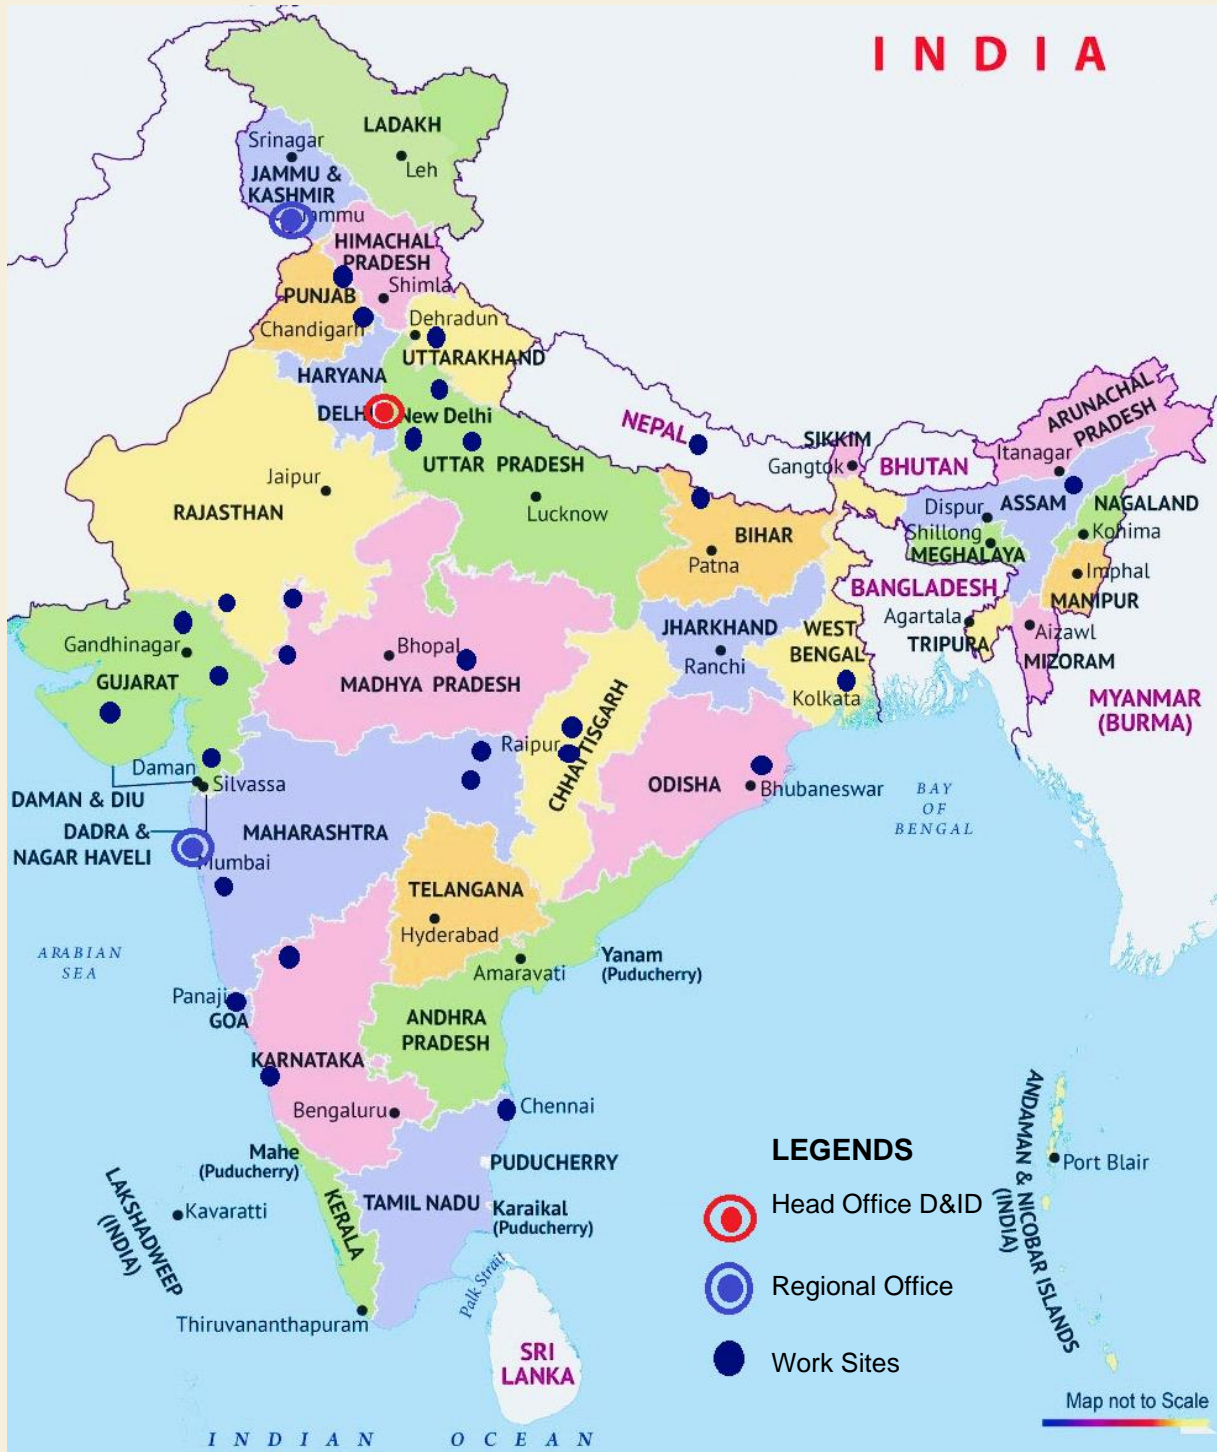 INDIA
LADAKH
Srinagar
Leh
JAMMU &
KASHMIR
Jammu
HIMACHAL
PRADESH
Shimla
PUNJAB
Chandigarh
Dehradun
UTTARAKHAND
HARYANA
DELHI
New Delhi
UTTAR PRADESH
Lucknow
Jaipur
RAJASTHAN
NEPAL
SIKKIM
Gangtok
BHUTAN
ARUNACHAL
PRADESH
Itanagar
Dispur
ASSAM
NAGALAND
Shillong
MEGHALAYA
Kohima
Imphal
MANIPUR
BANGLADESH
Agartala
TRIPURA
Aizawl
MIZORAM
MYANMAR
(BURMA)
BIHAR
Patna
JHARKHAND
Ranchi
WEST
BENGAL
Kolkata
Gandhinagar
GUJARAT
Bhopal
MADHYA PRADESH
Raipur
CHHATTISGARH
ODISHA
Bhubaneswar
BAY
OF
BENGAL
Daman
Silvassa
DAMAN & DIU
DADRA &
NAGAR HAVELI
MAHARASHTRA
Mumbai
TELANGANA
Hyderabad
ARABIAN
SEA
Amaravati
Yanam
(Puducherry)
Panaji
GOA
ANDHRA
PRADESH
KARNATAKA
Bengaluru
Chennai
Mahe
(Puducherry)
PUDUCHERRY
KERALA
TAMIL NADU
Karaikal
(Puducherry)
LAKSHADWEEP
(INDIA)
Kavaratti
Thiruvananthapuram
Palk Strait
SRI
LANKA
ANDAMAN & NICOBAR ISLANDS
(INDIA)
Port Blair
LEGENDS
Head Office D&ID
Regional Office
Work Sites
Map not to Scale
INDIAN OCEAN